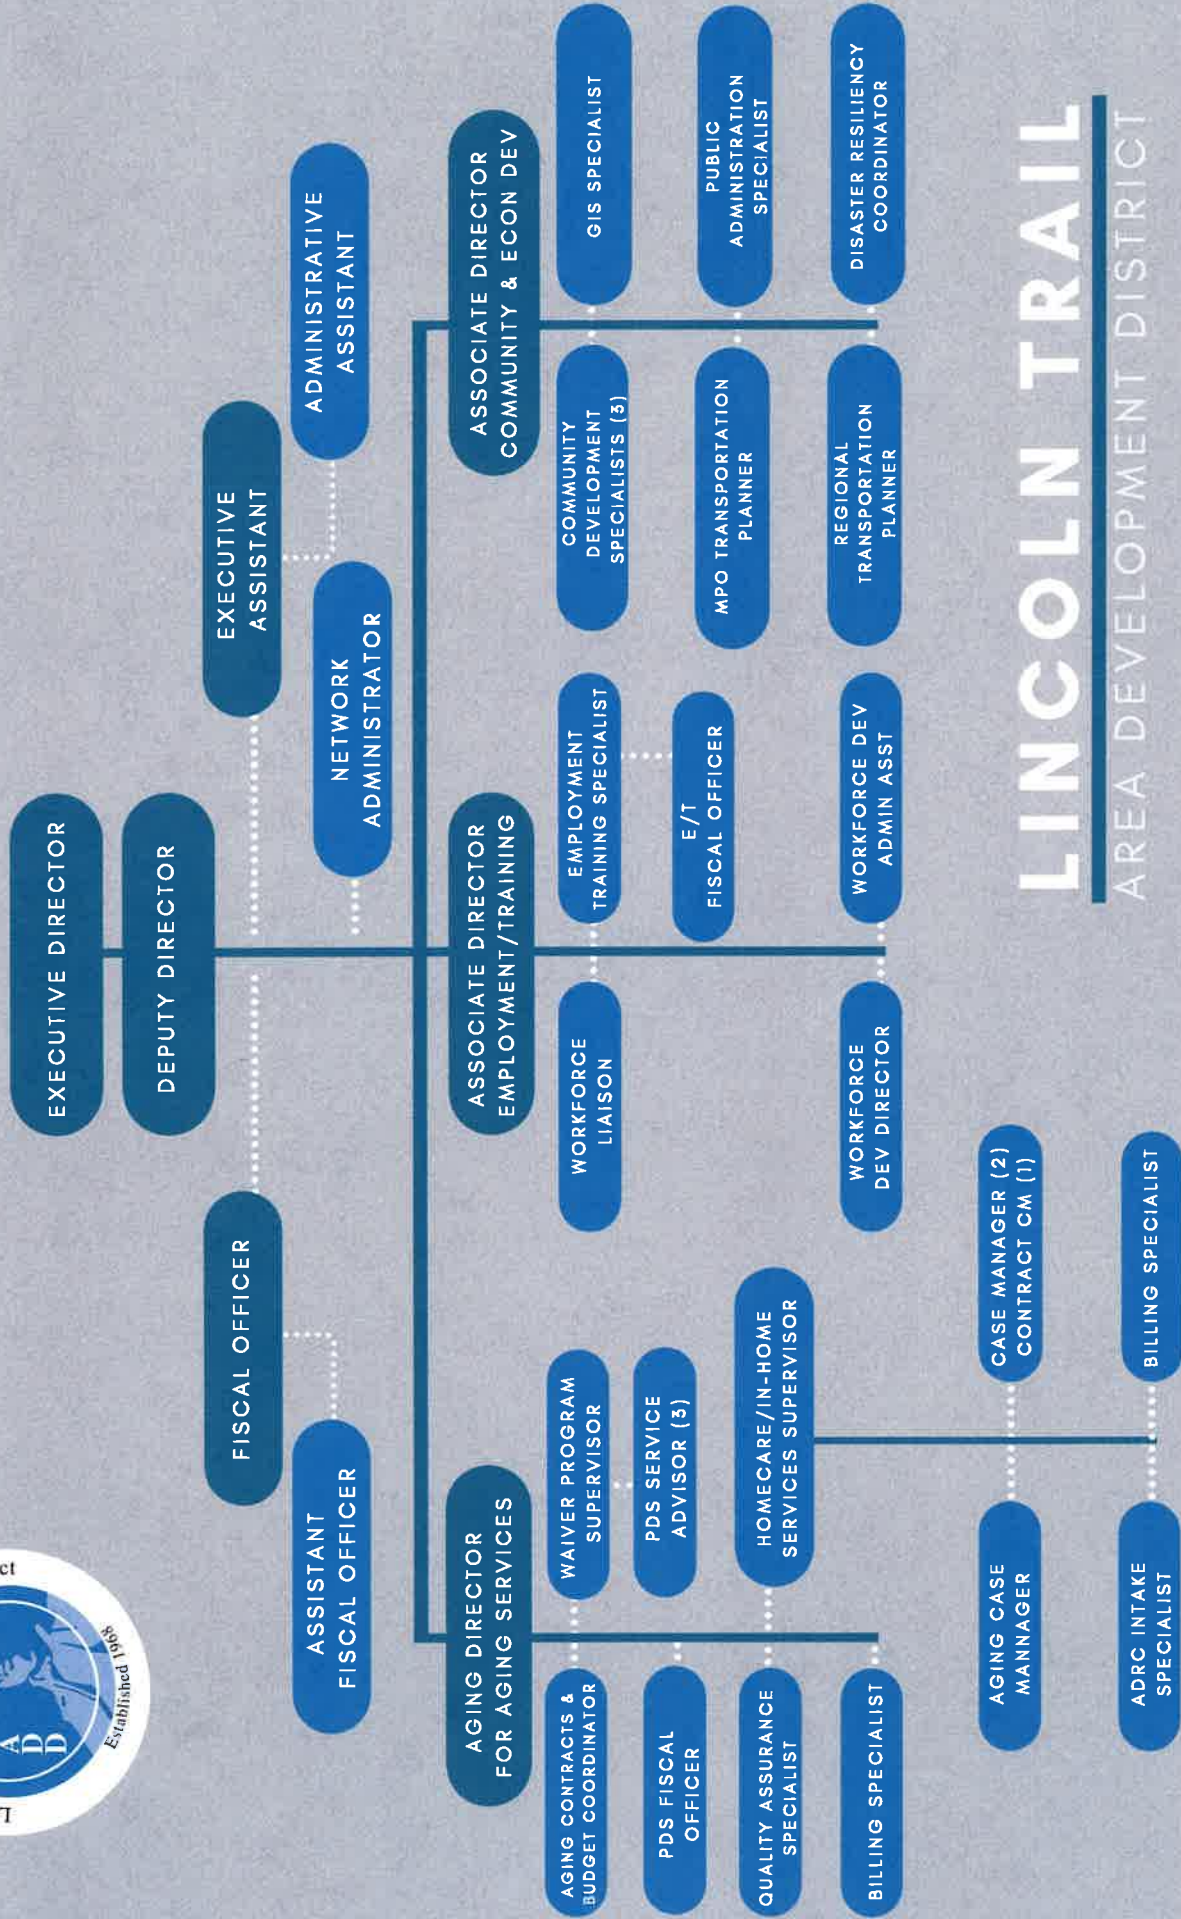 EXECUTIVE DIRECTOR
DEPUTY DIRECTOR
FISCAL OFFICER
EXECUTIVE
ASSISTANT
ASSISTANT
FISCAL OFFICER
NETWORK
ADMINISTRATOR
ADMINISTRATIVE
ASSISTANT
AGING DIRECTOR
FOR AGING SERVICES
ASSOCIATE DIRECTOR
EMPLOYMENT/TRAINING
ASSOCIATE DIRECTOR
COMMUNITY & ECON DEV
AGING CONTRACTS &
BUDGET COORDINATOR
WAIVER PROGRAM
SUPERVISOR
PDS FISCAL
OFFICER
PDS SERVICE
ADVISOR (3)
QUALITY ASSURANCE
SPECIALIST
HOMECARE/IN-HOME
SERVICES SUPERVISOR
BILLING SPECIALIST
AGING CASE
MANNAGER
CASE MANAGER (2)
CONTRACT CM (1)
ADRC INTAKE
SPECIALIST
BILLING SPECIALIST
WORKFORCE
LIAISON
EMPLOYMENT
TRAINING SPECIALIST
E/T
FISCAL OFFICER
WORKFORCE
DEV DIRECTOR
WORKFORCE DEV
ADMIN ASST
COMMUNITY
DEVELOPMENT
SPECIALISTS (3)
GIS SPECIALIST
MPO TRANSPORTATION
PLANNER
PUBLIC
ADMINISTRATION
SPECIALIST
REGIONAL
TRANSPORTATION
PLANNER
DISASTER RESILIENCY
COORDINATOR
LINCOLN TRAIL
AREA DEVELOPMENT DISTRICT
A
D
D
Established 1968